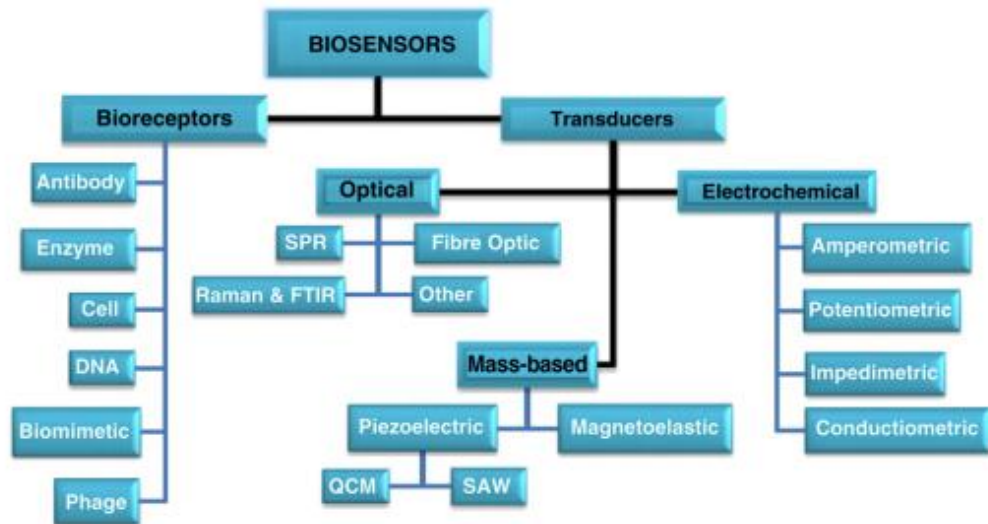 BIOSENSORS
Bioreceptors
Transducers
Antibody
Enzyme
Cell
DNA
Biomimetic
Phage
Optical
SPR
Fibre Optic
Raman & FTIR
Other
Electrochemical
Amperometric
Potentiometric
Impedimetric
Conductiometric
Mass-based
Piezoelectric
Magnetoelastic
QCM
SAW